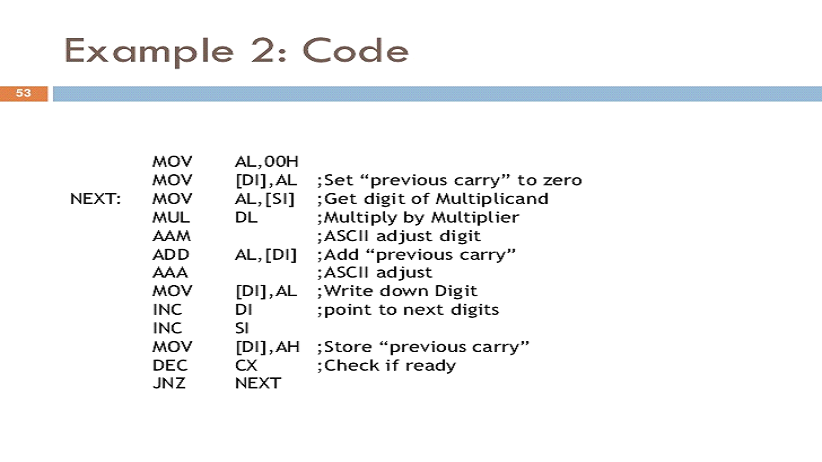 Example 2: Code
53
MOV AL,00H
MOV [DI],AL ;Set “previous carry” to zero
NEXT: MOV AL,[SI] ;Get digit of Multiplicand
MUL DL ;Multiply by Multiplier
AAM ;ASCII adjust digit
ADD AL,[DI] ;Add “previous carry”
AAA ;ASCII adjust
MOV [DI],AL ;Write down Digit
INC DI ;point to next digits
INC SI
MOV [DI],AH ;Store “previous carry”
DEC CX ;Check if ready
JNZ NEXT